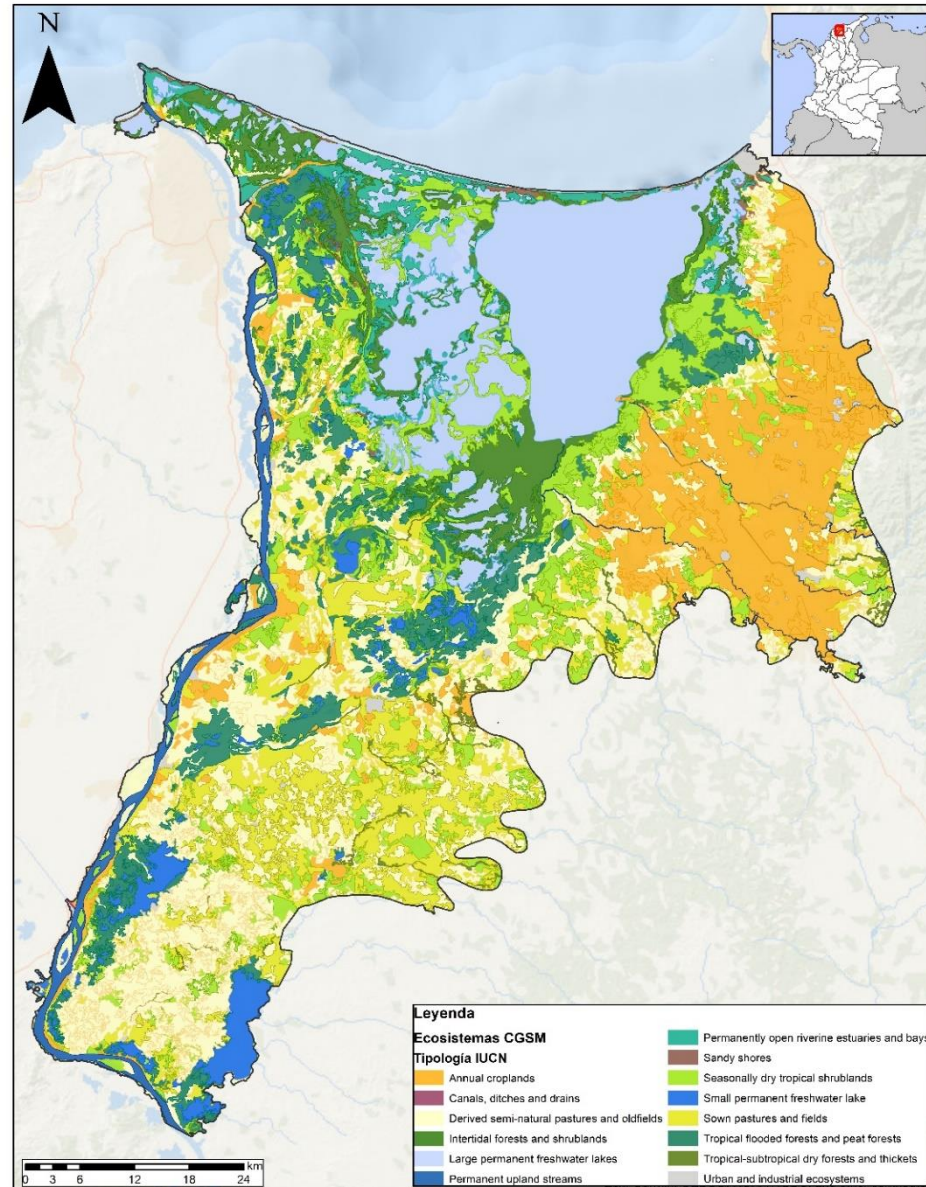 N
Leyenda
Ecosistemas CGSM
Tipología IUCN
Annual croplands
Canals, ditches and drains
Derived semi-natural pastures and oldfields
Intertidal forests and shrublands
Large permanent freshwater lakes
Permanent upland streams
Permanently open riverine estuaries and bays
Sandy shores
Seasonally dry tropical shrublands
Small permanent freshwater lake
Sown pastures and fields
Tropical flooded forests and peat forests
Tropical-subtropical dry forests and thickets
Urban and industrial ecosystems
km
0 3 6 12 18 24